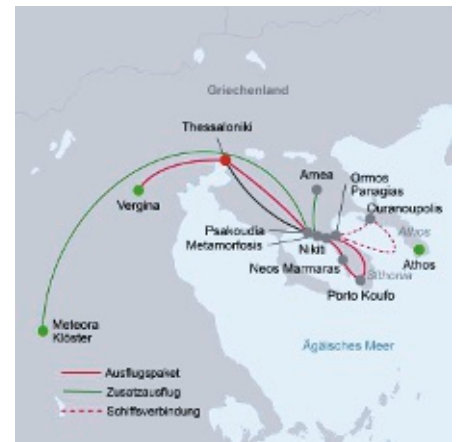 Griechenland
Thessaloniki
Arnea
Ormos
Panagias
Ouranoupolis
Vergina
Psakoudia
Metamorfosis
Nikiti
Athos
Athos
Neos Marmaras
Sithonia
Porto Koufo
Meteora
Klöster
Ägäisches Meer
Ausflugspaket
Zusatzausflug
Schiffsverbindung